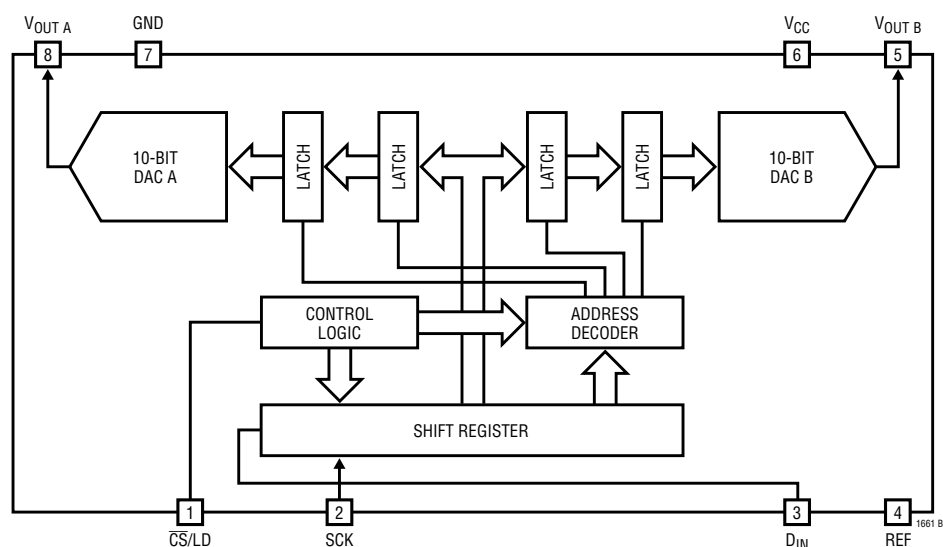 VOUT A GND VCC VOUT B
8 7 6 5
10-BIT
DAC A
LATCH
LATCH
LATCH
LATCH
10-BIT
DAC B
CONTROL
LOGIC
ADDRESS
DECODER
SHIFT REGISTER
1 2 3 4
1661 B
CS/LD SCK DIN REF